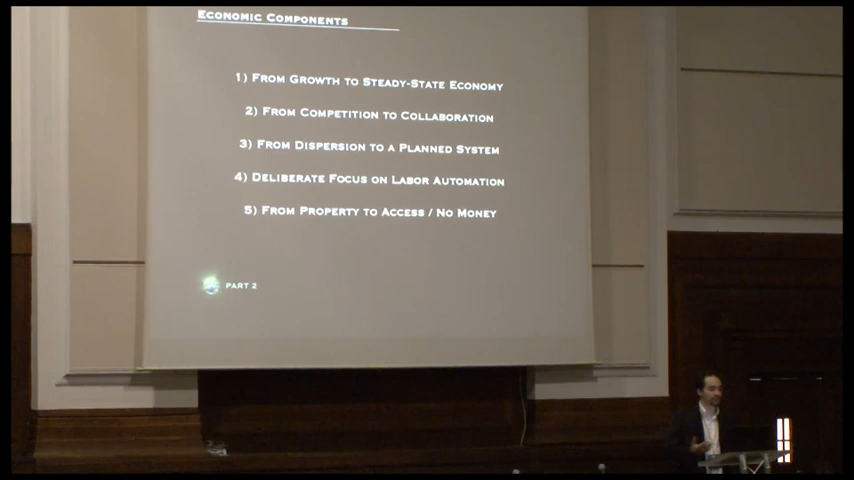 Economic Components
1) From Growth to Steady-State Economy
2) From Competition to Collaboration
3) From Dispersion to a Planned System
4) Deliberate Focus on Labor Automation
5) From Property to Access / No Money
PART 2